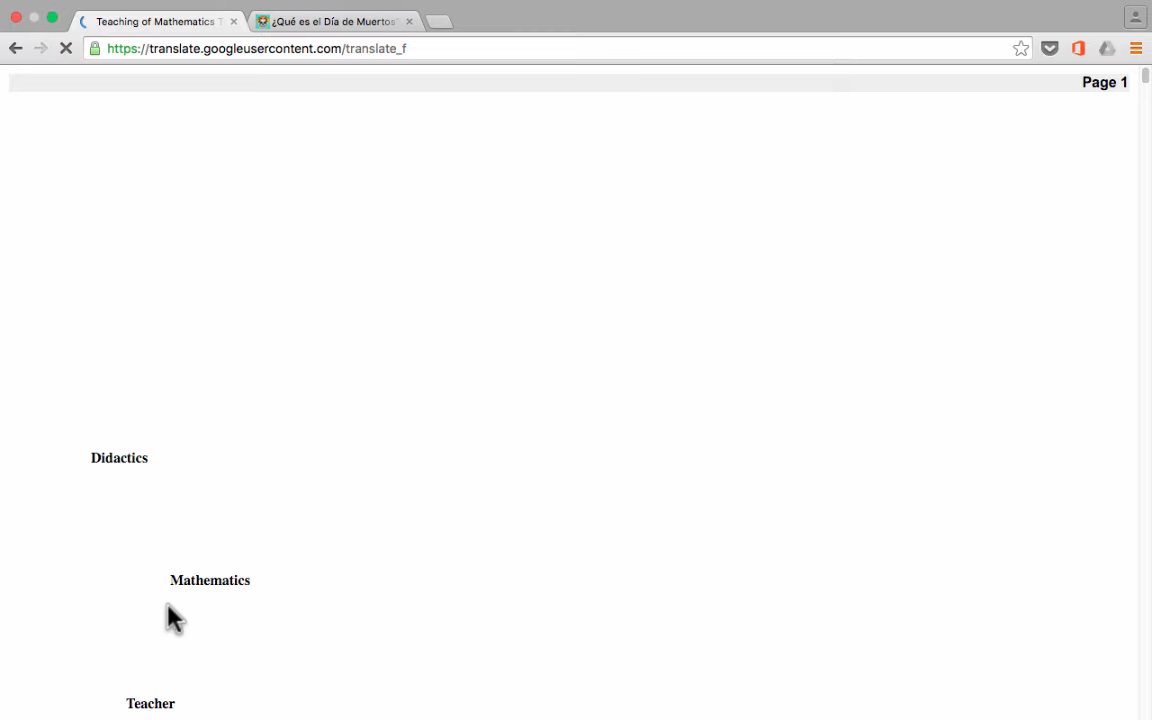 Teaching of Mathematics T
¿Qué es el Día de Muertos?
https://translate.googleusercontent.com/translate_f
Page 1
Didactics
Mathematics
Teacher